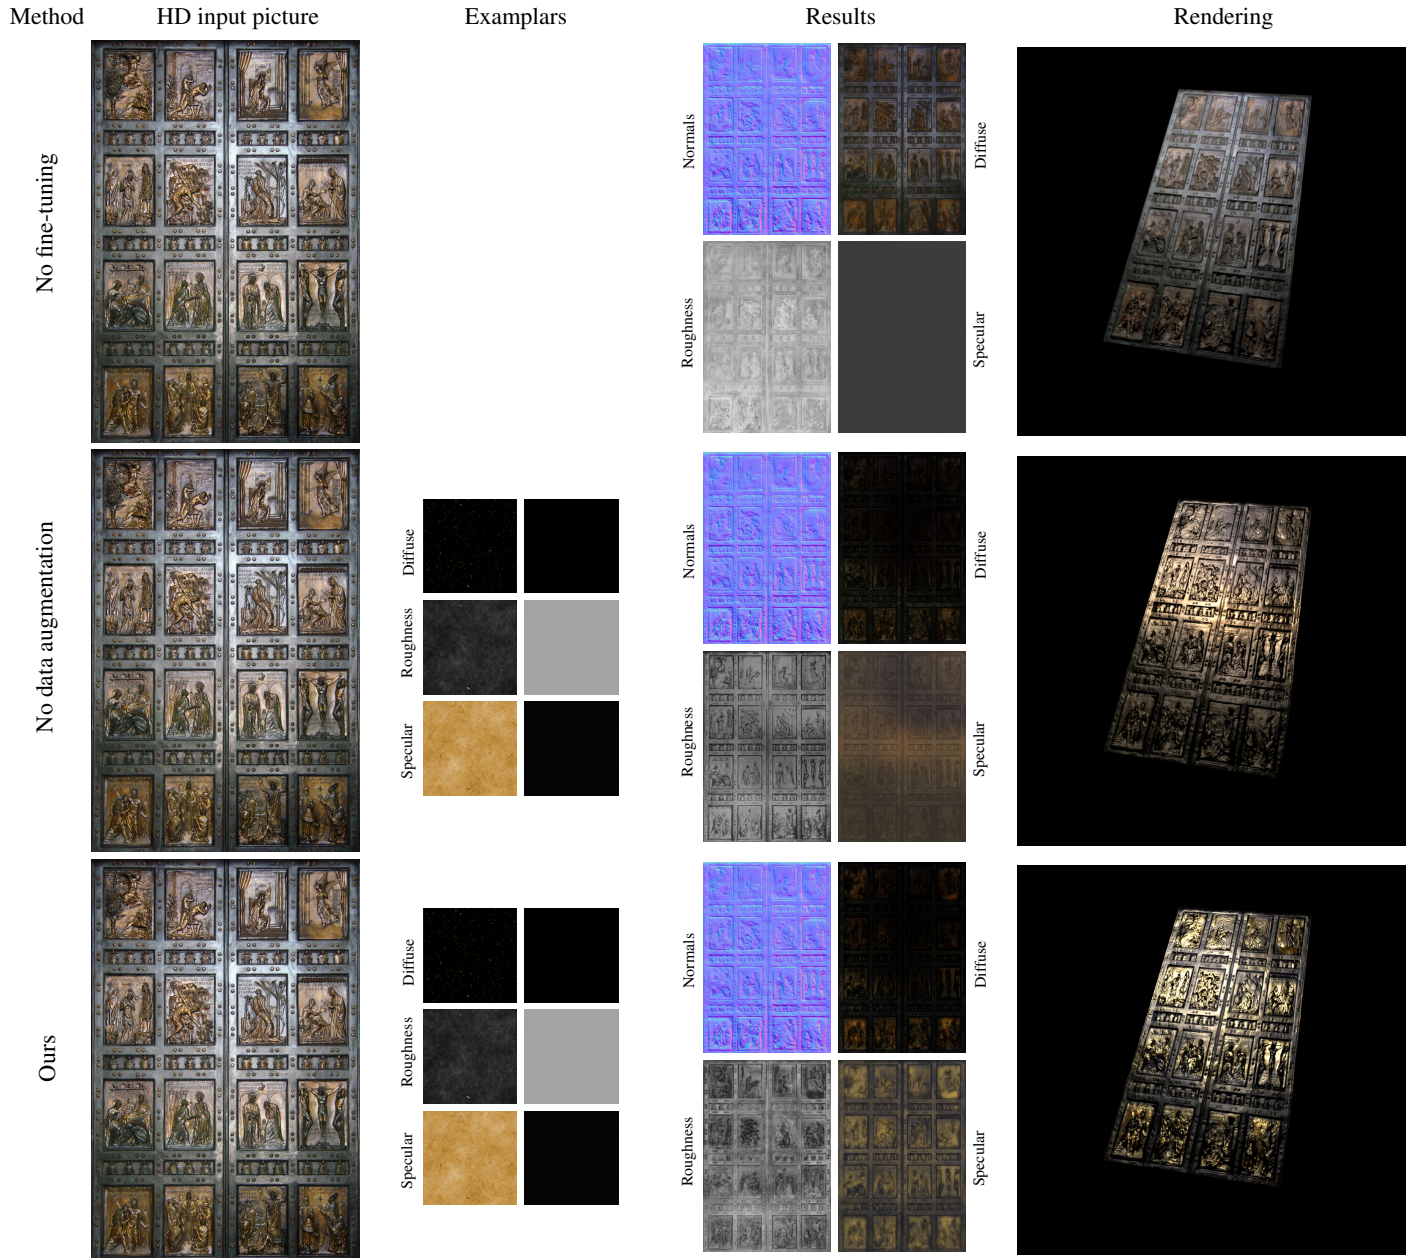 Method HD input picture Examplars Results Rendering
No fine-tuning
Normals
Diffuse
Roughness
Specular
No data augmentation
Diffuse
Roughness
Specular
Normals
Diffuse
Roughness
Specular
Ours
Diffuse
Roughness
Specular
Normals
Diffuse
Roughness
Specular